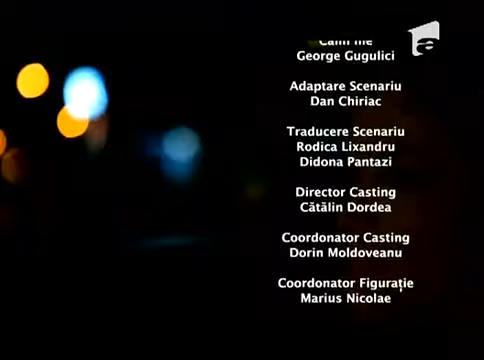 George Gugulici
Adaptare Scenariu
Dan Chiriac
Traducere Scenariu
Rodica Lixandru
Didona Pantazi
Director Casting
Cătălin Dordea
Coordonator Casting
Dorin Moldoveanu
Coordonator Figurație
Marius Nicolae